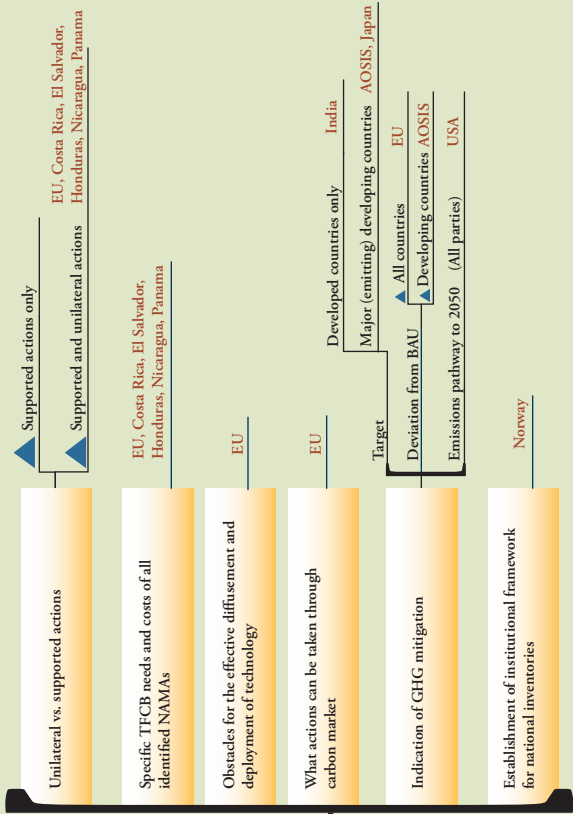 Unilateral vs. supported actions
Supported actions only
Supported and unilateral actions
EU, Costa Rica, El Salvador,
Honduras, Nicaragua, Panama
Specific TFCB needs and costs of all
identified NAMAs
EU, Costa Rica, El Salvador,
Honduras, Nicaragua, Panama
Obstacles for the effective diffusement and
deployment of technology
EU
What actions can be taken through
carbon market
EU
Indication of GHG mitigation
Target
Developed countries only
India
Major (emitting) developing countries
AOSIS, Japan
Deviation from BAU
All countries
EU
Developing countries
AOSIS
Emissions pathway to 2050 (All parties)
USA
Establishment of institutional framework
for national inventories
Norway